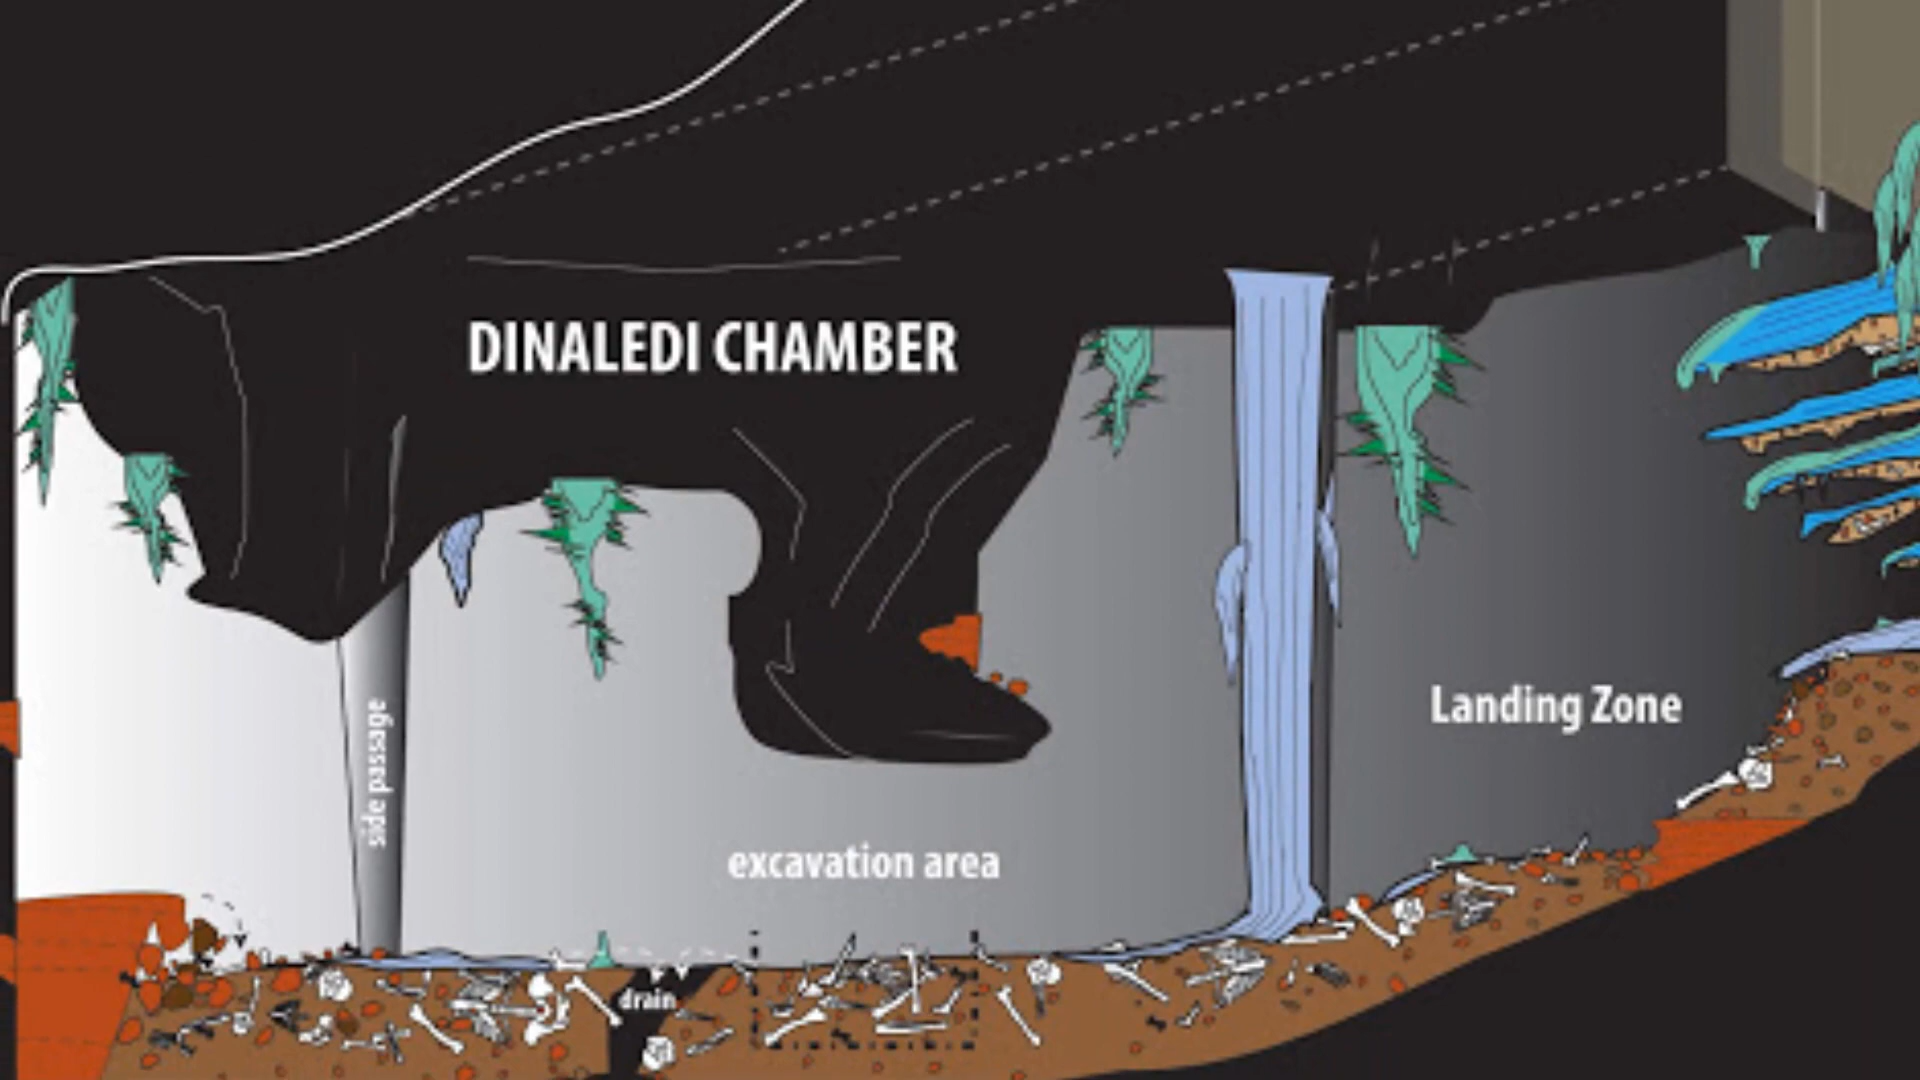 DINALEDI CHAMBER
Landing Zone
side passage
excavation area
drain